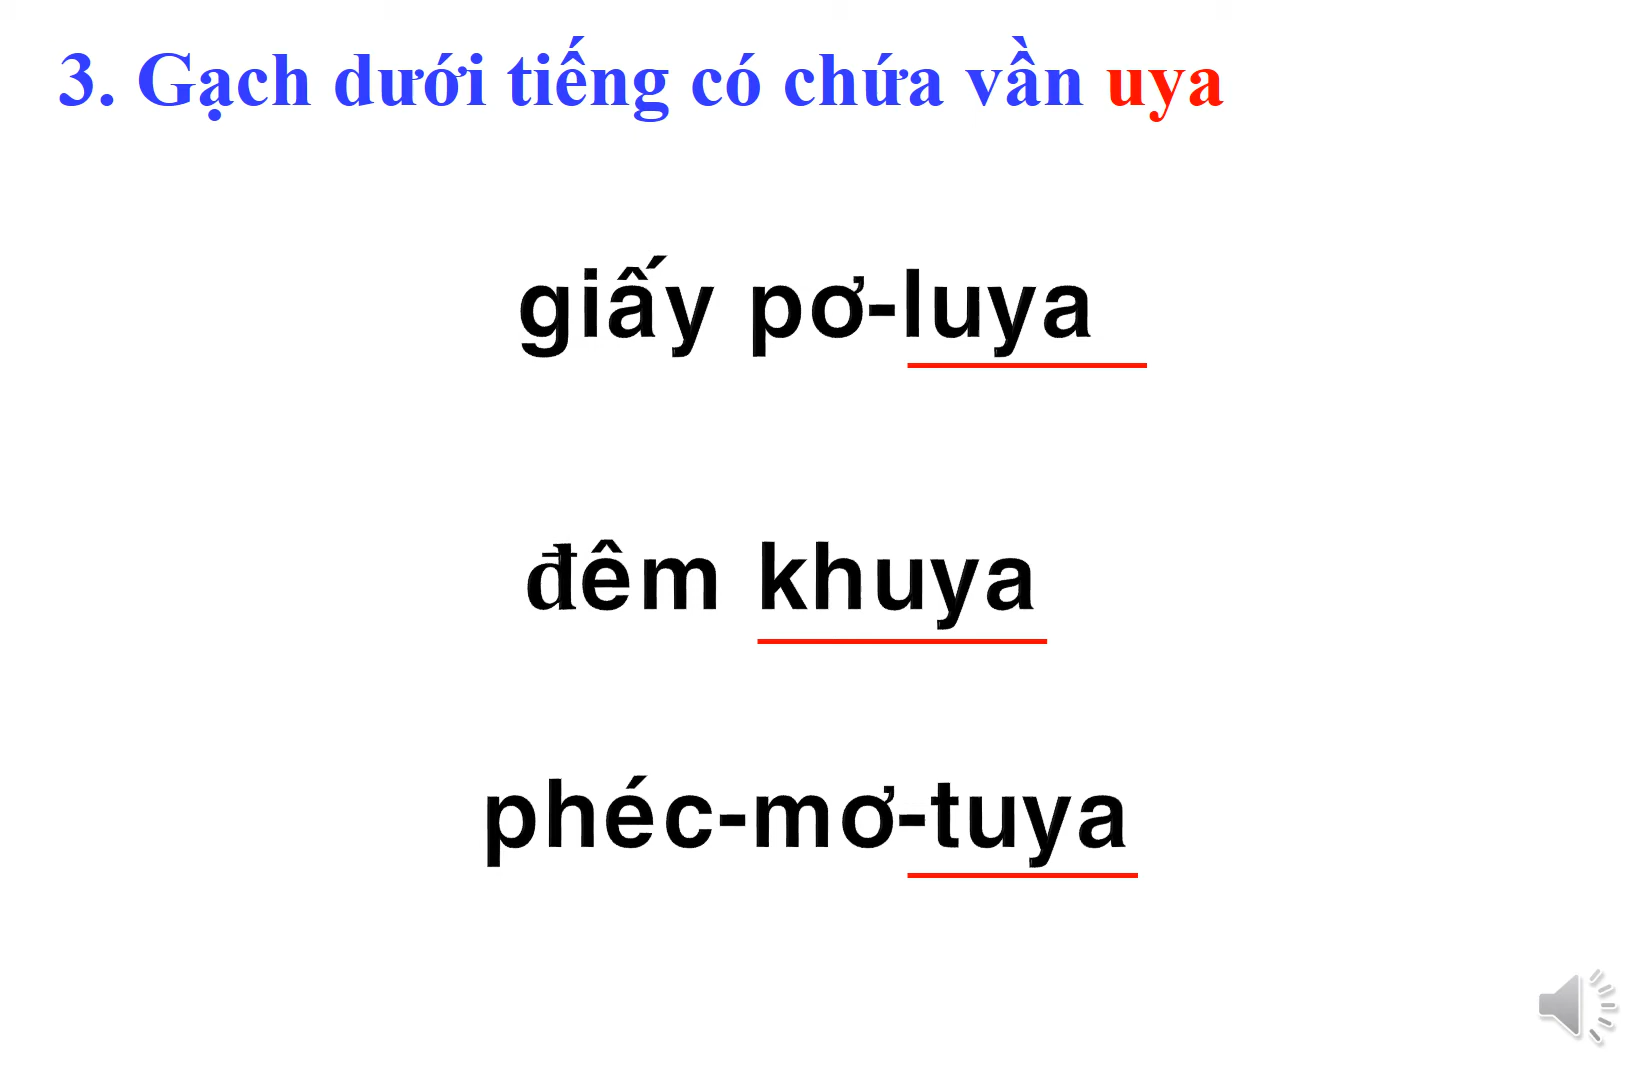 3. Gạch dưới tiếng có chứa vần uya
giấy pơ-luya
đêm khuya
phéc-mơ-tuya